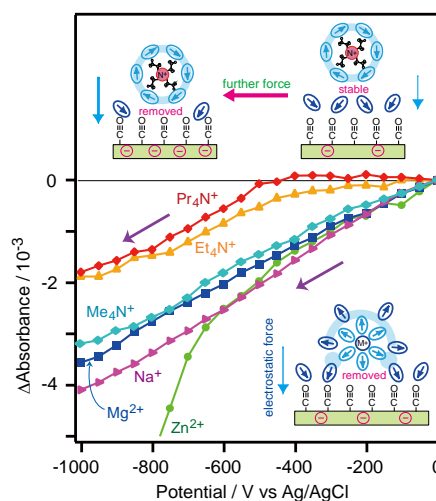 N+
removed
further force
N+
stable
O≡C O≡C O≡C O≡C O≡C
− − − −
O≡C O≡C O≡C O≡C O≡C
− −
ΔAbsorbance / 10⁻³
0
-2
-4
Pr₄N⁺
Et₄N⁺
Me₄N⁺
Na⁺
Mg²⁺
Zn²⁺
electrostatic force
M+
removed
O≡C O≡C O≡C O≡C O≡C O≡C
− − −
-1000 -800 -600 -400 -200 0
Potential / V vs Ag/AgCl